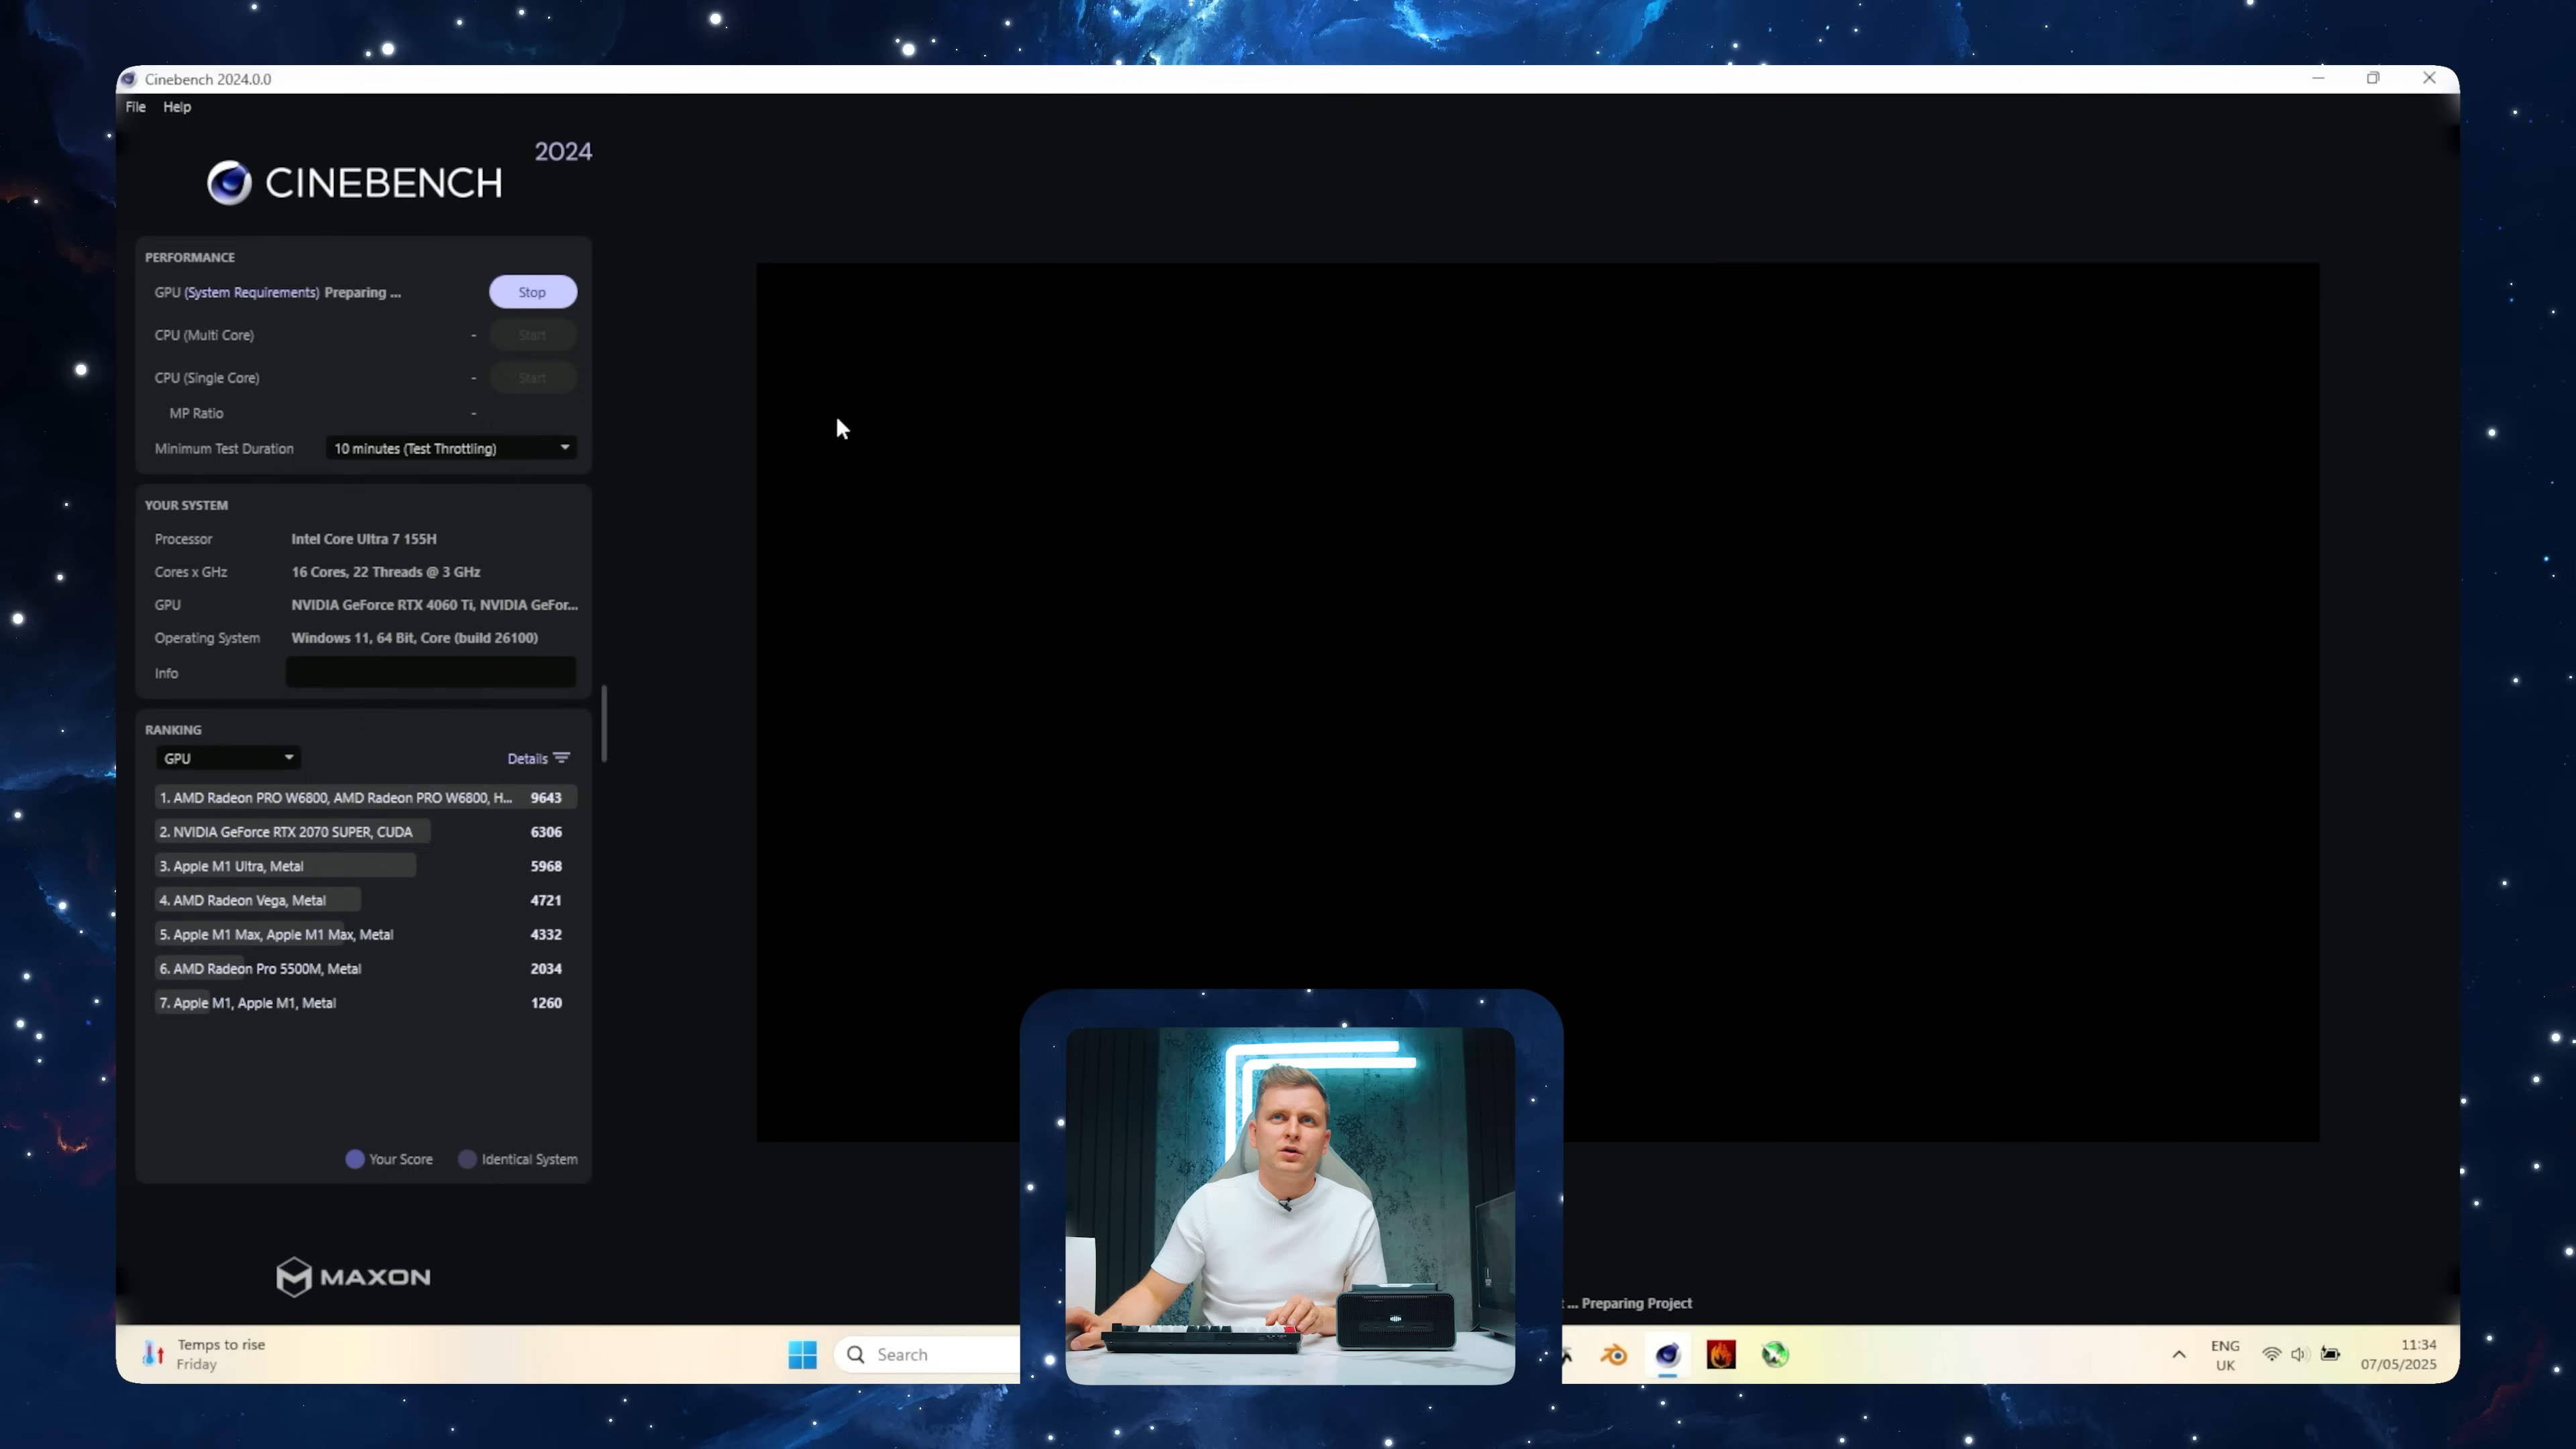 Cinebench 2024.0.0
File Help
2024
CINEBENCH
PERFORMANCE
GPU (System Requirements) Preparing ... Stop
CPU (Multi Core) - Start
CPU (Single Core) - Start
MP Ratio -
Minimum Test Duration 10 minutes (Test Throttling)
YOUR SYSTEM
Processor Intel Core Ultra 7 155H
Cores x GHz 16 Cores, 22 Threads @ 3 GHz
GPU NVIDIA GeForce RTX 4060 Ti, NVIDIA GeFor...
Operating System Windows 11, 64 Bit, Core (build 26100)
Info
RANKING
GPU Details
1. AMD Radeon PRO W6800, AMD Radeon PRO W6800, H... 9643
2. NVIDIA GeForce RTX 2070 SUPER, CUDA 6306
3. Apple M1 Ultra, Metal 5968
4. AMD Radeon Vega, Metal 4721
5. Apple M1 Max, Apple M1 Max, Metal 4332
6. AMD Radeon Pro 5500M, Metal 2034
7. Apple M1, Apple M1, Metal 1260
Your Score Identical System
MAXON
... Preparing Project
Temps to rise
Friday
Search
ENG
UK
11:34
07/05/2025